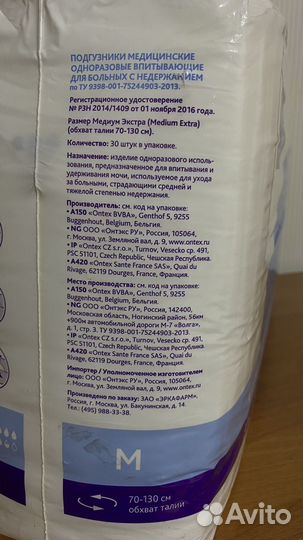 ПОДГУЗНИКИ МЕДИЦИНСКИЕ
ОДНОРАЗОВЫЕ ВПИТЫВАЮЩИЕ
ДЛЯ БОЛЬНЫХ С НЕДЕРЖАНИЕМ
по ТУ 9398-001-75244903-2013.
Регистрационное удостоверение
№ РЗН 2014/1409 от 01 ноября 2016 года.
Размер Медиум Экстра (Medium Extra)
(обхват талии 70-130 см).
Количество: 30 штук в упаковке.
Назначение: изделие одноразового исполь-
зования, предназначенное для впитывания и
удержания мочи, используется для ухода
за больными, страдающими средней и
тяжелой степенью недержания.
Производитель: см. код на упаковке:
• A150 «Ontex BVBA», Genthof 5, 9255
Buggenhout, Belgium, Бельгия.
• NG ООО «Онтэкс РУ», Россия, 105064,
г. Москва, ул. Земляной вал, д. 9, www.ontex.ru
• IP «Ontex CZ s.r.o.», Turnov, Vesecko ср. 491,
PSC 51101, Czech Republic, Чешская Республика.
• A420 «Ontex Sante France SAS», Quai du
Rivage, 62119 Dourges, France, Франция.
Место производства: см. код на упаковке:
• A150 «Ontex BVBA», Genthof 5, 9255
Buggenhout, Belgium, Бельгия.
• NG ООО «Онтэкс РУ», Россия, 142400,
Московская область, Ногинский район, 56км
+900м автомобильной дороги М-7 «Волга»,
д. 1, стр. 3, ТУ 9398-001-75244903-2013.
• IP «Ontex CZ s.r.o.», Turnov, Vesecko ср. 491,
PSC 51101, Czech Republic, Чешская Республика.
• A420 «Ontex Sante France SAS», Quai du
Rivage, 62119 Dourges, France, Франция.
Импортер / Уполномоченное изготовителем
лицо: ООО «Онтэкс РУ», Россия, 105064,
г. Москва, ул. Земляной вал, д. 9, www.ontex.ru
Произведено по заказу: ЗАО «ЭРКАФАРМ»,
Россия, г. Москва, ул. Бакунинская, д. 14.
Тел.: (495) 988-33-38.
M
70-130 см
обхват талии
Avito